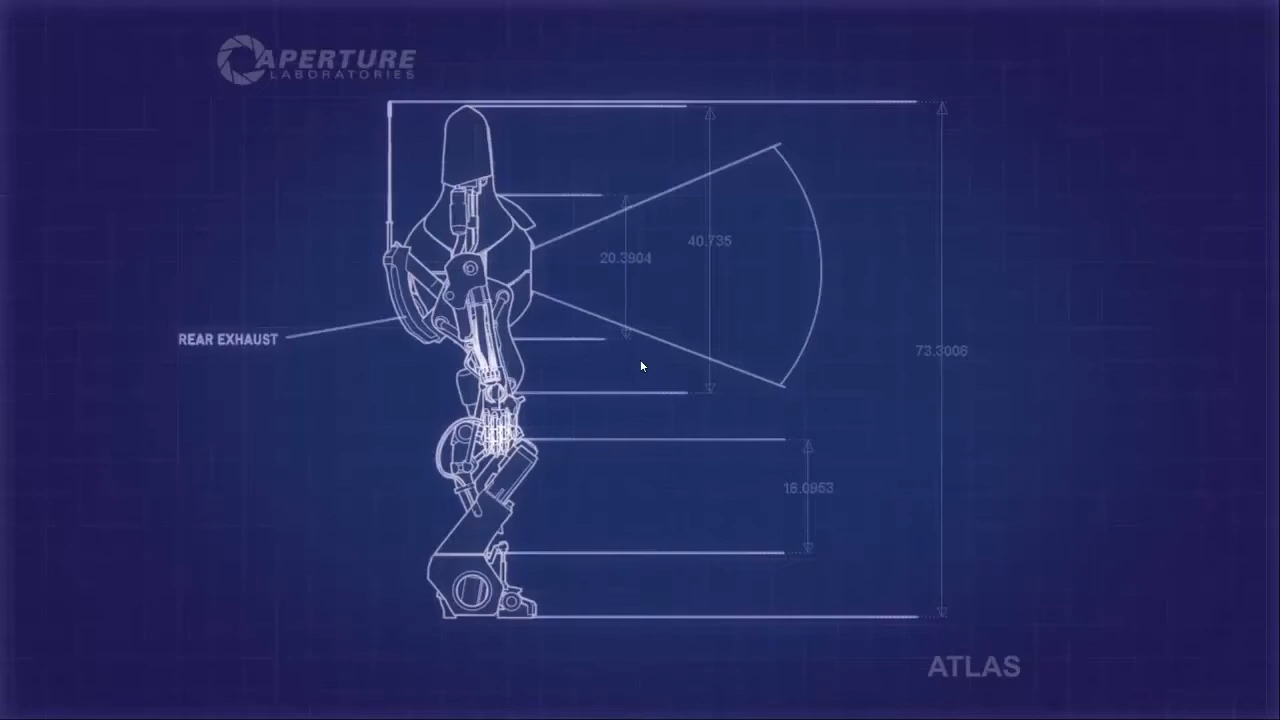 APERTURE
LABORATORIES
40.735
20.3904
REAR EXHAUST
73.3006
16.0953
ATLAS